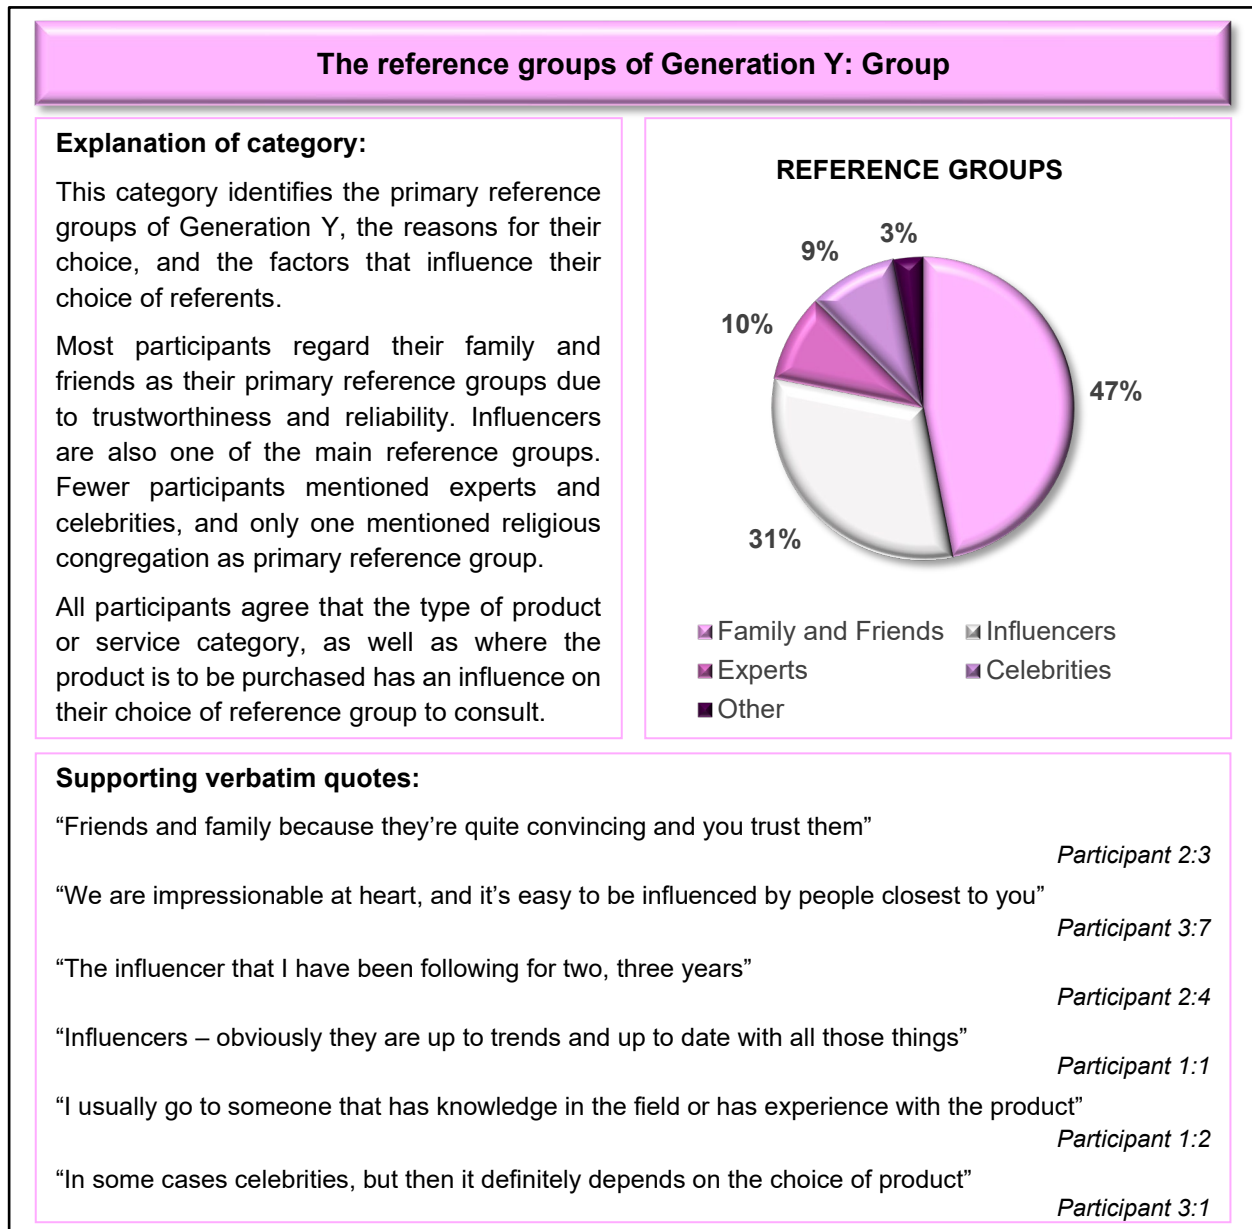 The reference groups of Generation Y: Group
Explanation of category:
This category identifies the primary reference
groups of Generation Y, the reasons for their
choice, and the factors that influence their
choice of referents.
Most participants regard their family and
friends as their primary reference groups due
to trustworthiness and reliability. Influencers
are also one of the main reference groups.
Fewer participants mentioned experts and
celebrities, and only one mentioned religious
congregation as primary reference group.
All participants agree that the type of product
or service category, as well as where the
product is to be purchased has an influence on
their choice of reference group to consult.
REFERENCE GROUPS
3%
9%
10%
47%
31%
Family and Friends Influencers
Experts Celebrities
Other
Supporting verbatim quotes:
“Friends and family because they’re quite convincing and you trust them”
Participant 2:3
“We are impressionable at heart, and it’s easy to be influenced by people closest to you”
Participant 3:7
“The influencer that I have been following for two, three years”
Participant 2:4
“Influencers – obviously they are up to trends and up to date with all those things”
Participant 1:1
“I usually go to someone that has knowledge in the field or has experience with the product”
Participant 1:2
“In some cases celebrities, but then it definitely depends on the choice of product”
Participant 3:1